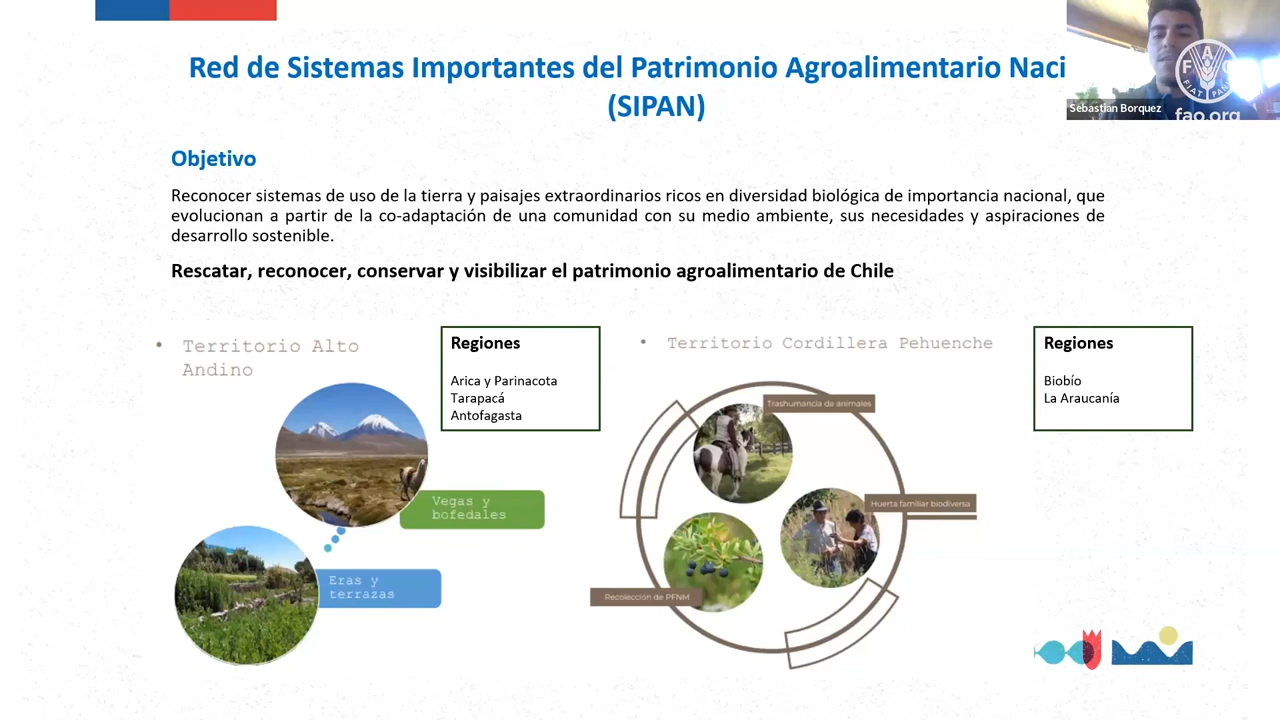 Red de Sistemas Importantes del Patrimonio Agroalimentario Naci
(SIPAN)
Sebastian Borquez
FIAT PANIS
fao.org
Objetivo
Reconocer sistemas de uso de la tierra y paisajes extraordinarios ricos en diversidad biológica de importancia nacional, que
evolucionan a partir de la co-adaptación de una comunidad con su medio ambiente, sus necesidades y aspiraciones de
desarrollo sostenible.
Rescatar, reconocer, conservar y visibilizar el patrimonio agroalimentario de Chile
• Territorio Alto
Andino
Regiones
Arica y Parinacota
Tarapacá
Antofagasta
Vegas y
bofedales
Eras y
terrazas
• Territorio Cordillera Pehuenche
Regiones
Biobío
La Araucanía
Trashumancia de animales
Huerta familiar biodiversa
Recolección de PFNM